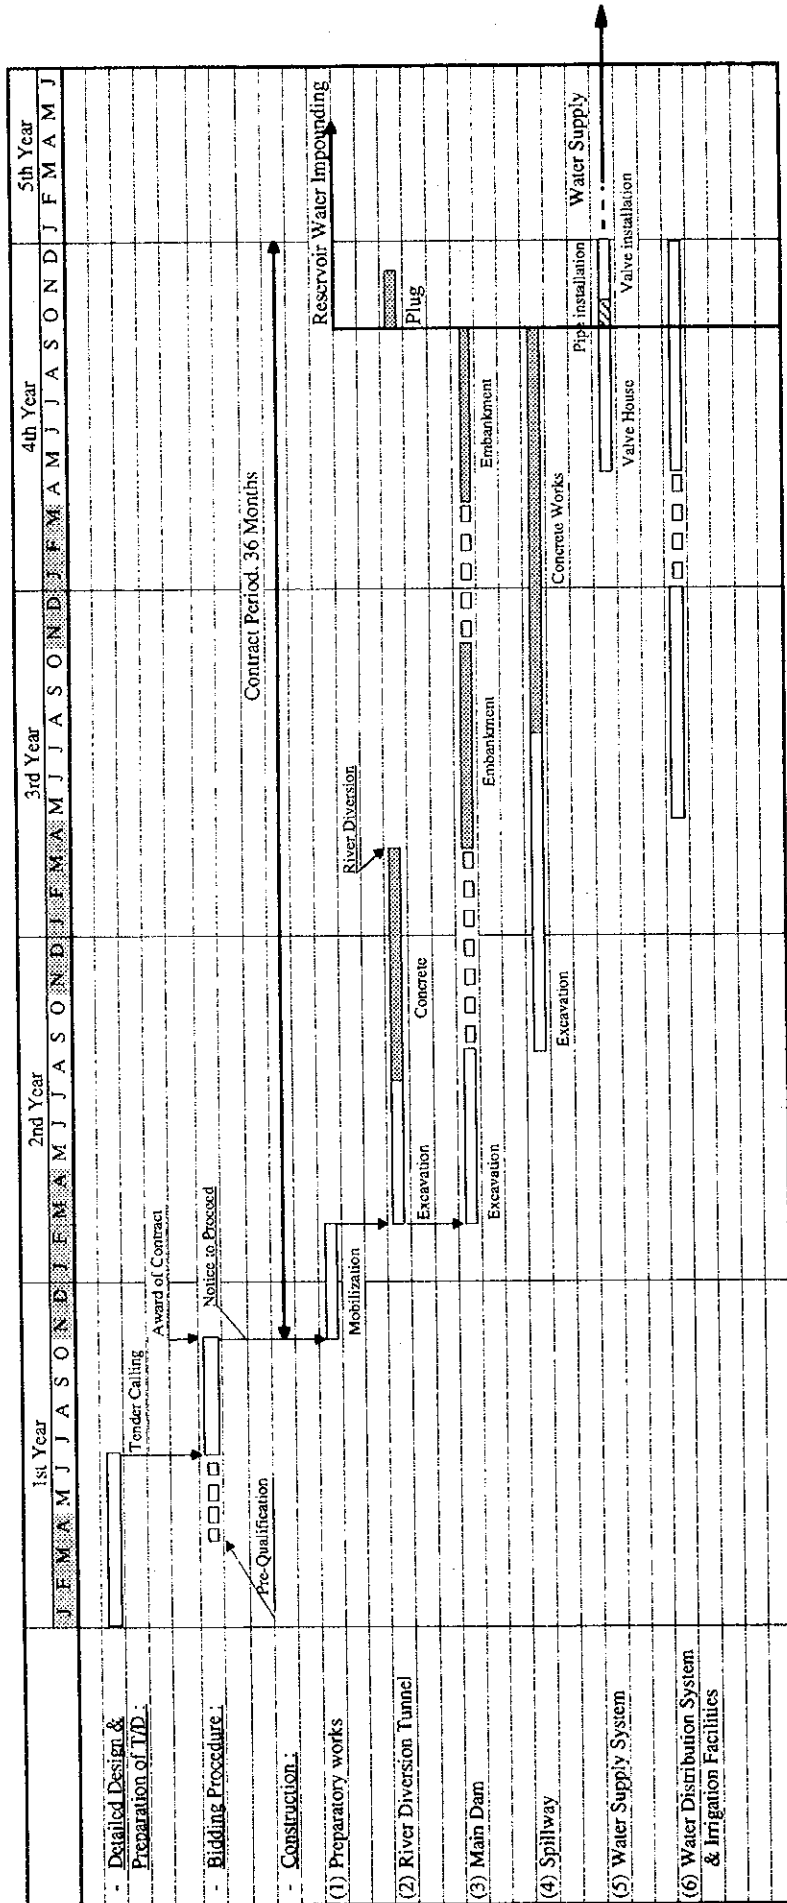 1st Year 2nd Year 3rd Year 4th Year 5th Year
J F M A M J J A S O N D J F M A M J J A S O N D J F M A M J J A S O N D J F M A M J J A S O N D J F M A M J
- Detailed Design &
Preparation of T/D :
Tender Calling
Award of Contract
- Bidding Procedure :
Notice to Proceed
Pre-Qualification
Contract Period. 36 Months
- Construction :
Reservoir Water Impounding
(1) Preparatory works
Mobilization
River Diversion
(2) River Diversion Tunnel
Plug
Excavation Concrete
(3) Main Dam
Excavation Embankment Embankment
(4) Spillway
Excavation Concrete Works
Pipe installation Water Supply
(5) Water Supply System
Valve House Valve installation
(6) Water Distribution System
& Irrigation Facilities